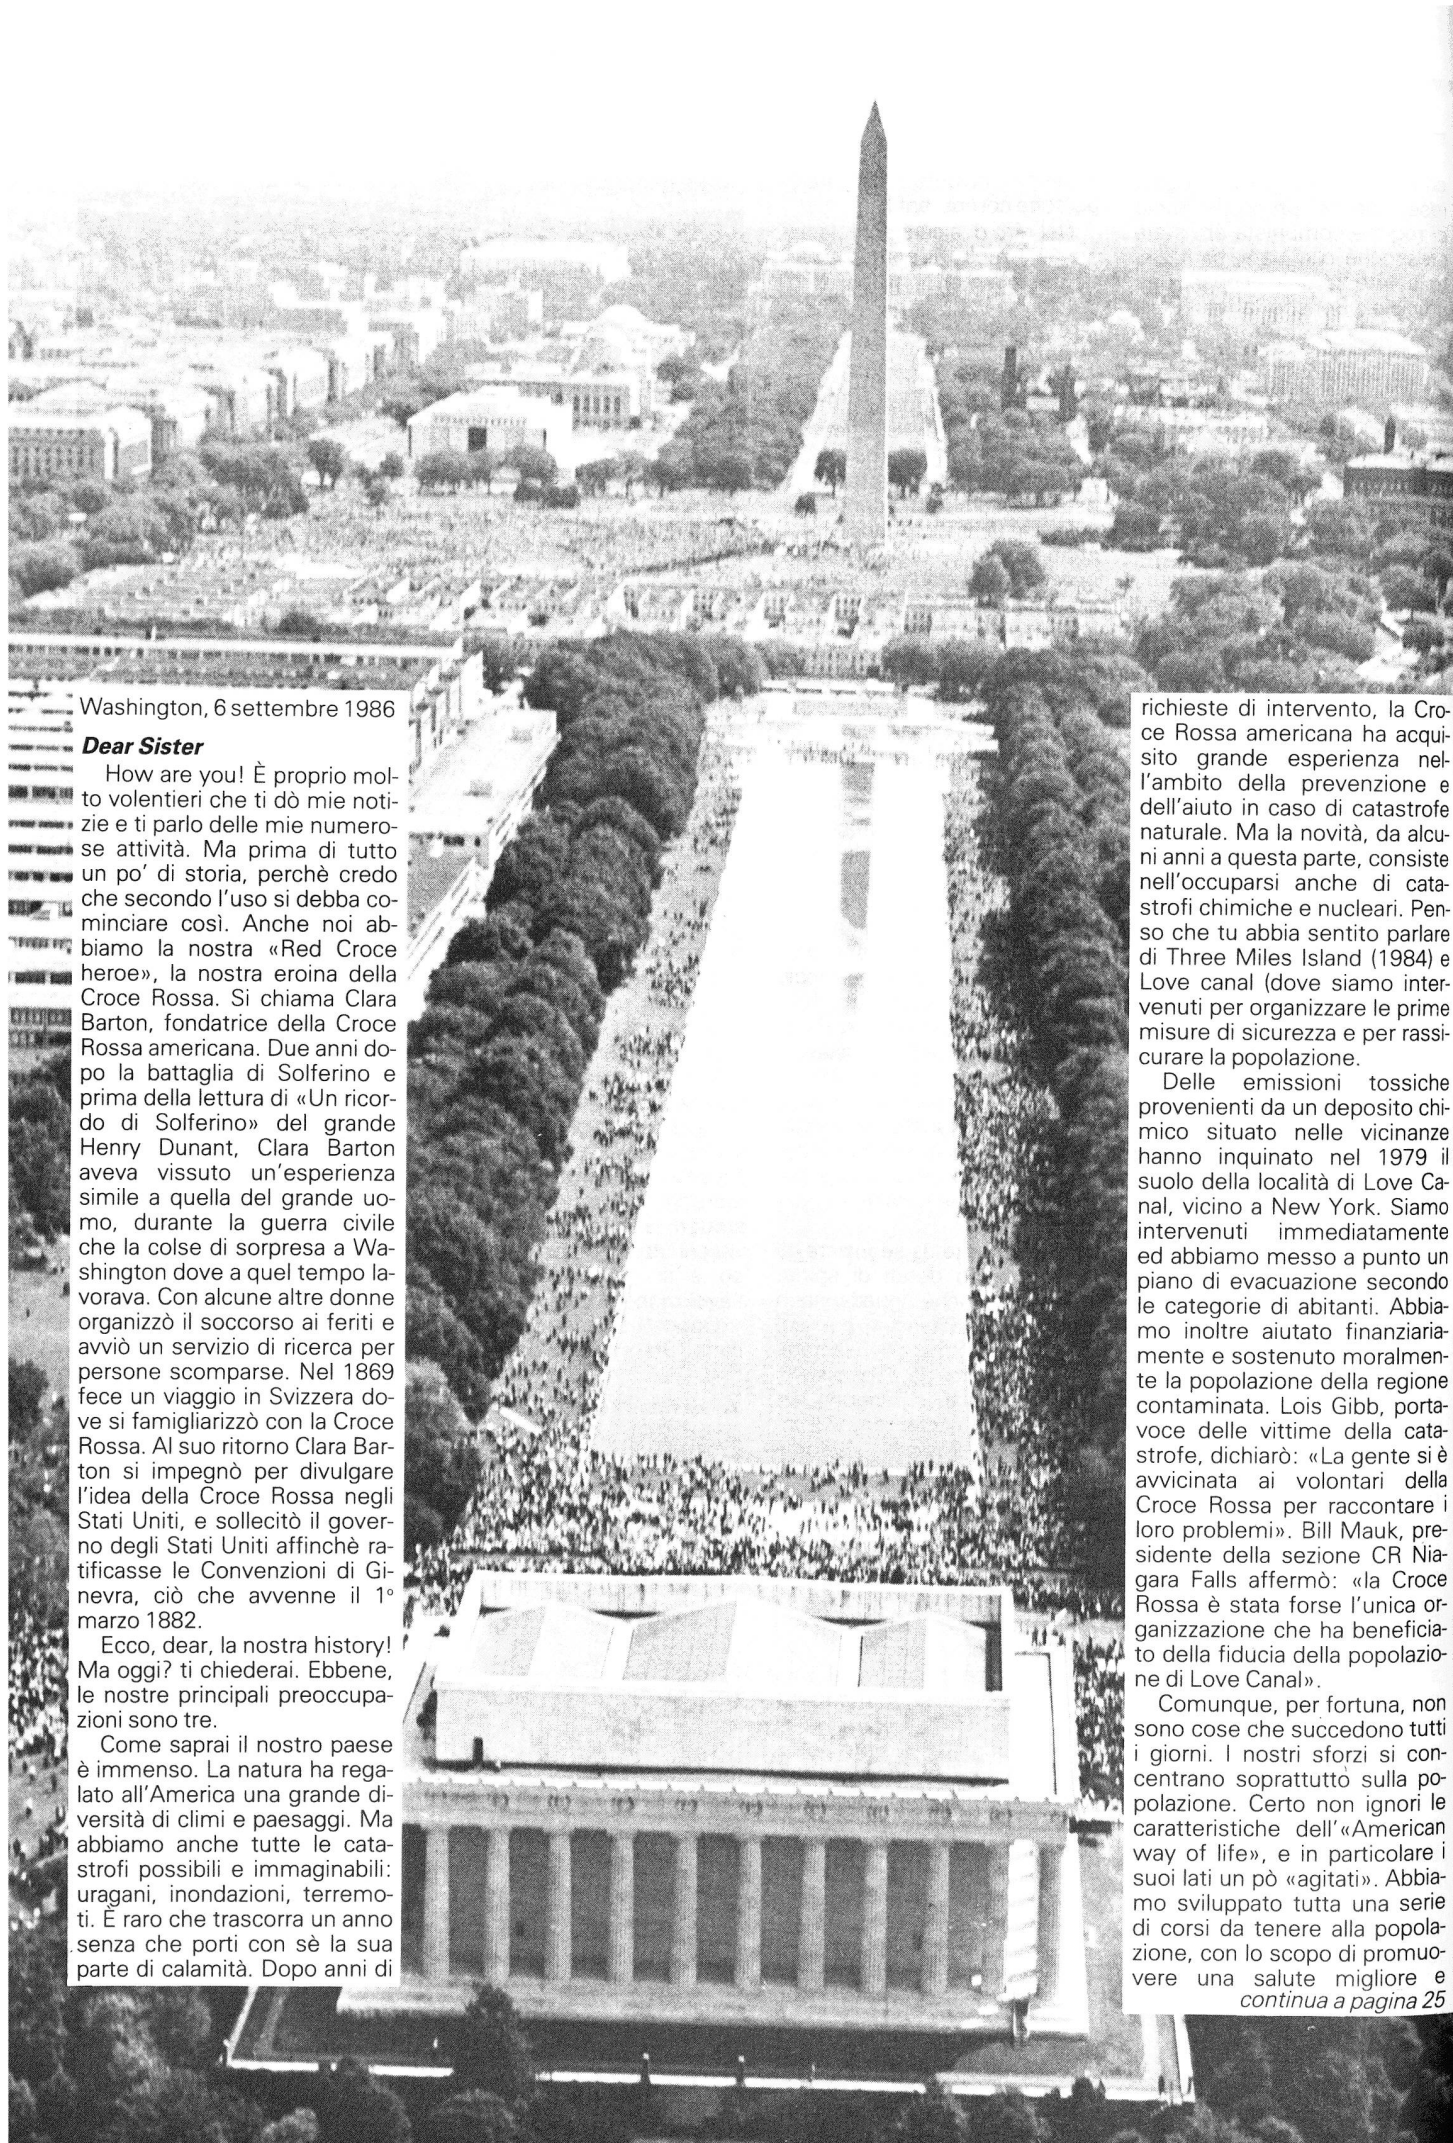 Washington, 6 settembre 1986
Dear Sister
How are you! È proprio mol-
to volentieri che ti dò mie noti-
zie e ti parlo delle mie numero-
se attività. Ma prima di tutto
un po' di storia, perchè credo
che secondo l'uso si debba co-
minciare così. Anche noi ab-
biamo la nostra «Red Croce
heroe», la nostra eroina della
Croce Rossa. Si chiama Clara
Barton, fondatrice della Croce
Rossa americana. Due anni do-
po la battaglia di Solferino e
prima della lettura di «Un ricor-
do di Solferino» del grande
Henry Dunant, Clara Barton
aveva vissuto un'esperienza
simile a quella del grande uo-
mo, durante la guerra civile
che la colse di sorpresa a Wa-
shington dove a quel tempo la-
vorava. Con alcune altre donne
organizzò il soccorso ai feriti e
avviò un servizio di ricerca per
persone scomparse. Nel 1869
fece un viaggio in Svizzera do-
ve si famigliarizzò con la Croce
Rossa. Al suo ritorno Clara Bar-
ton si impegnò per divulgare
l'idea della Croce Rossa negli
Stati Uniti, e sollecitò il gover-
no degli Stati Uniti affinchè ra-
tificasse le Convenzioni di Gi-
nevra, ciò che avvenne il 1°
marzo 1882.
Ecco, dear, la nostra history!
Ma oggi? ti chiederai. Ebbene,
le nostre principali preoccupa-
zioni sono tre.
Come saprai il nostro paese
è immenso. La natura ha rega-
lato all'America una grande di-
versità di climi e paesaggi. Ma
abbiamo anche tutte le cata-
strofi possibili e immaginabili:
uragani, inondazioni, terremo-
ti. È raro che trascorra un anno
senza che porti con sè la sua
parte di calamità. Dopo anni di
richieste di intervento, la Cro-
ce Rossa americana ha acqui-
sito grande esperienza nel-
l'ambito della prevenzione e
dell'aiuto in caso di catastrofe
naturale. Ma la novità, da alcu-
ni anni a questa parte, consiste
nell'occuparsi anche di cata-
strofi chimiche e nucleari. Pen-
so che tu abbia sentito parlare
di Three Miles Island (1984) e
Love canal (dove siamo inter-
venuti per organizzare le prime
misure di sicurezza e per rassi-
curare la popolazione.
Delle emissioni tossiche
provenienti da un deposito chi-
mico situato nelle vicinanze
hanno inquinato nel 1979 il
suolo della località di Love Ca-
nal, vicino a New York. Siamo
intervenuti immediatamente
ed abbiamo messo a punto un
piano di evacuazione secondo
le categorie di abitanti. Abbia-
mo inoltre aiutato finanziaria-
mente e sostenuto moralmen-
te la popolazione della regione
contaminata. Lois Gibb, porta-
voce delle vittime della cata-
strofe, dichiarò: «La gente si è
avvicinata ai volontari della
Croce Rossa per raccontare i
loro problemi». Bill Mauk, pre-
sidente della sezione CR Nia-
gara Falls affermò: «la Croce
Rossa è stata forse l'unica or-
ganizzazione che ha beneficia-
to della fiducia della popolazio-
ne di Love Canal».
Comunque, per fortuna, non
sono cose che succedono tutti
i giorni. I nostri sforzi si con-
centrano soprattutto sulla po-
polazione. Certo non ignori le
caratteristiche dell'«American
way of life», e in particolare i
suoi lati un pò «agitati». Abbia-
mo sviluppato tutta una serie
di corsi da tenere alla popola-
zione, con lo scopo di promuo-
vere una salute migliore e
continua a pagina 25